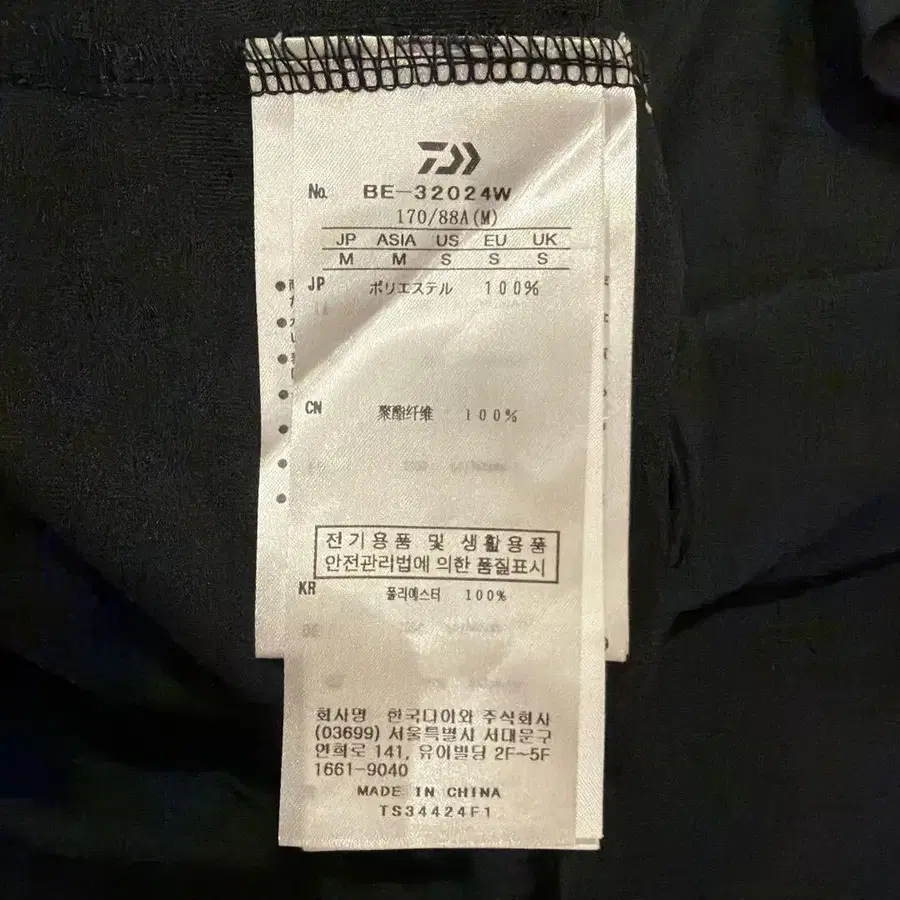 No. BE-32024W
170/88A(M)
JP ASIA US EU UK
M M S S S
JP ポリエステル 100%
CN 聚酯纤维 100%
전기용품 및 생활용품
안전관리법에 의한 품질표시
KR 폴리에스터 100%
회사명 한국다이와 주식회사
(03699) 서울특별시 서대문구
연희로 141, 유아빌딩 2F~5F
1661-9040
MADE IN CHINA
TS34424F1